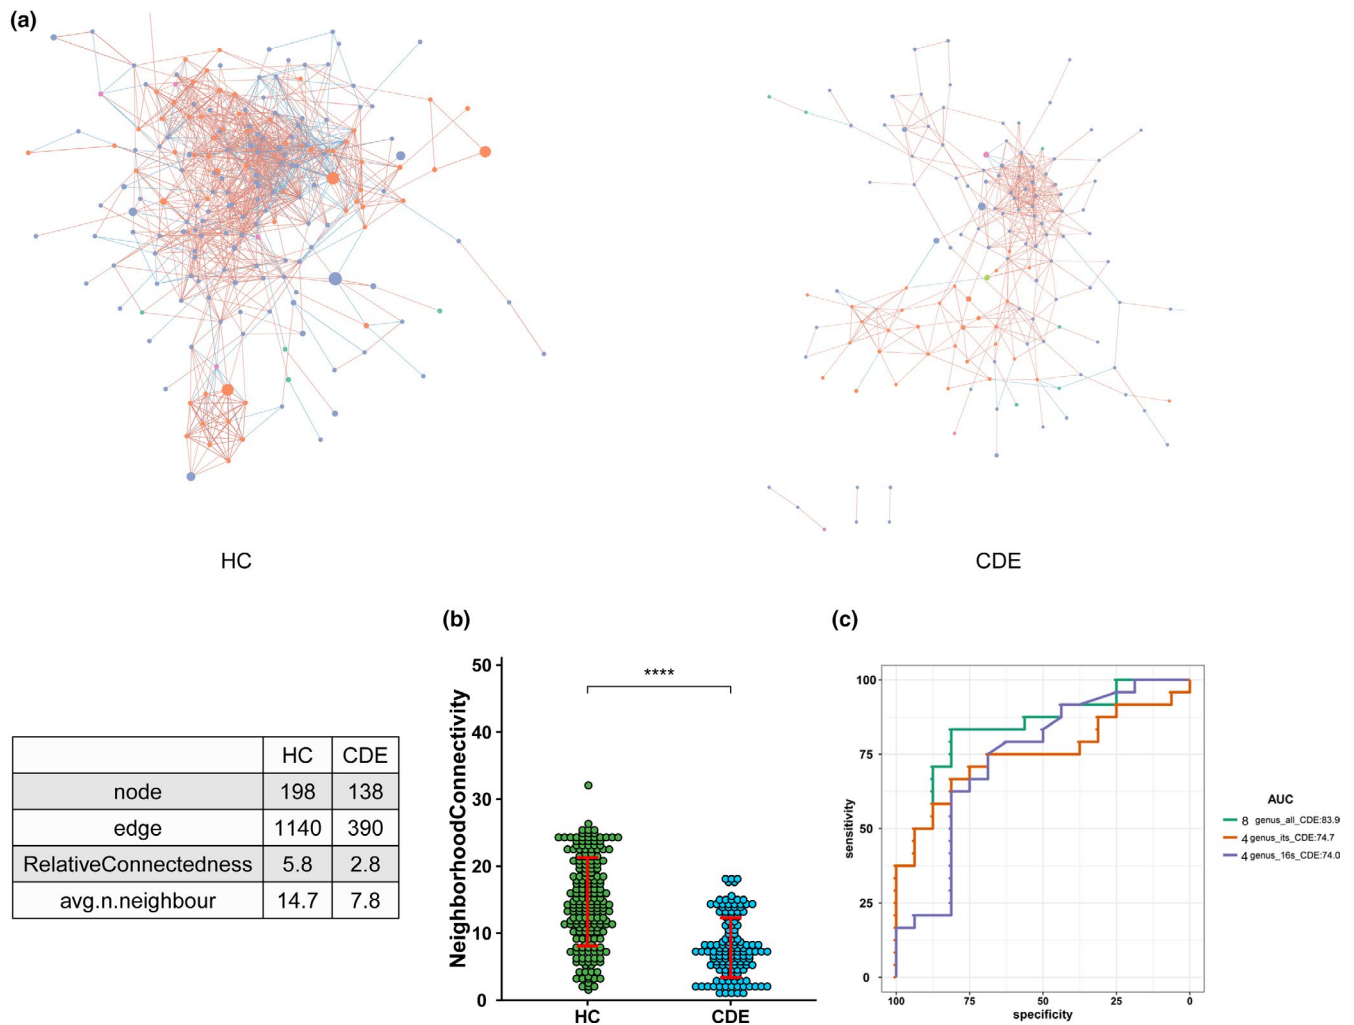 (a)
HC
CDE
HC CDE
node 198 138
edge 1140 390
RelativeConnectedness 5.8 2.8
avg.n.neighbour 14.7 7.8
(b)
NeighborhoodConnectivity
50
40
30
20
10
0
****
HC CDE
(c)
sensitivity
100
75
50
25
0
100 75 50 25 0
specificity
AUC
8 genus_all_CDE:83.9
4 genus_its_CDE:74.7
4 genus_16s_CDE:74.0